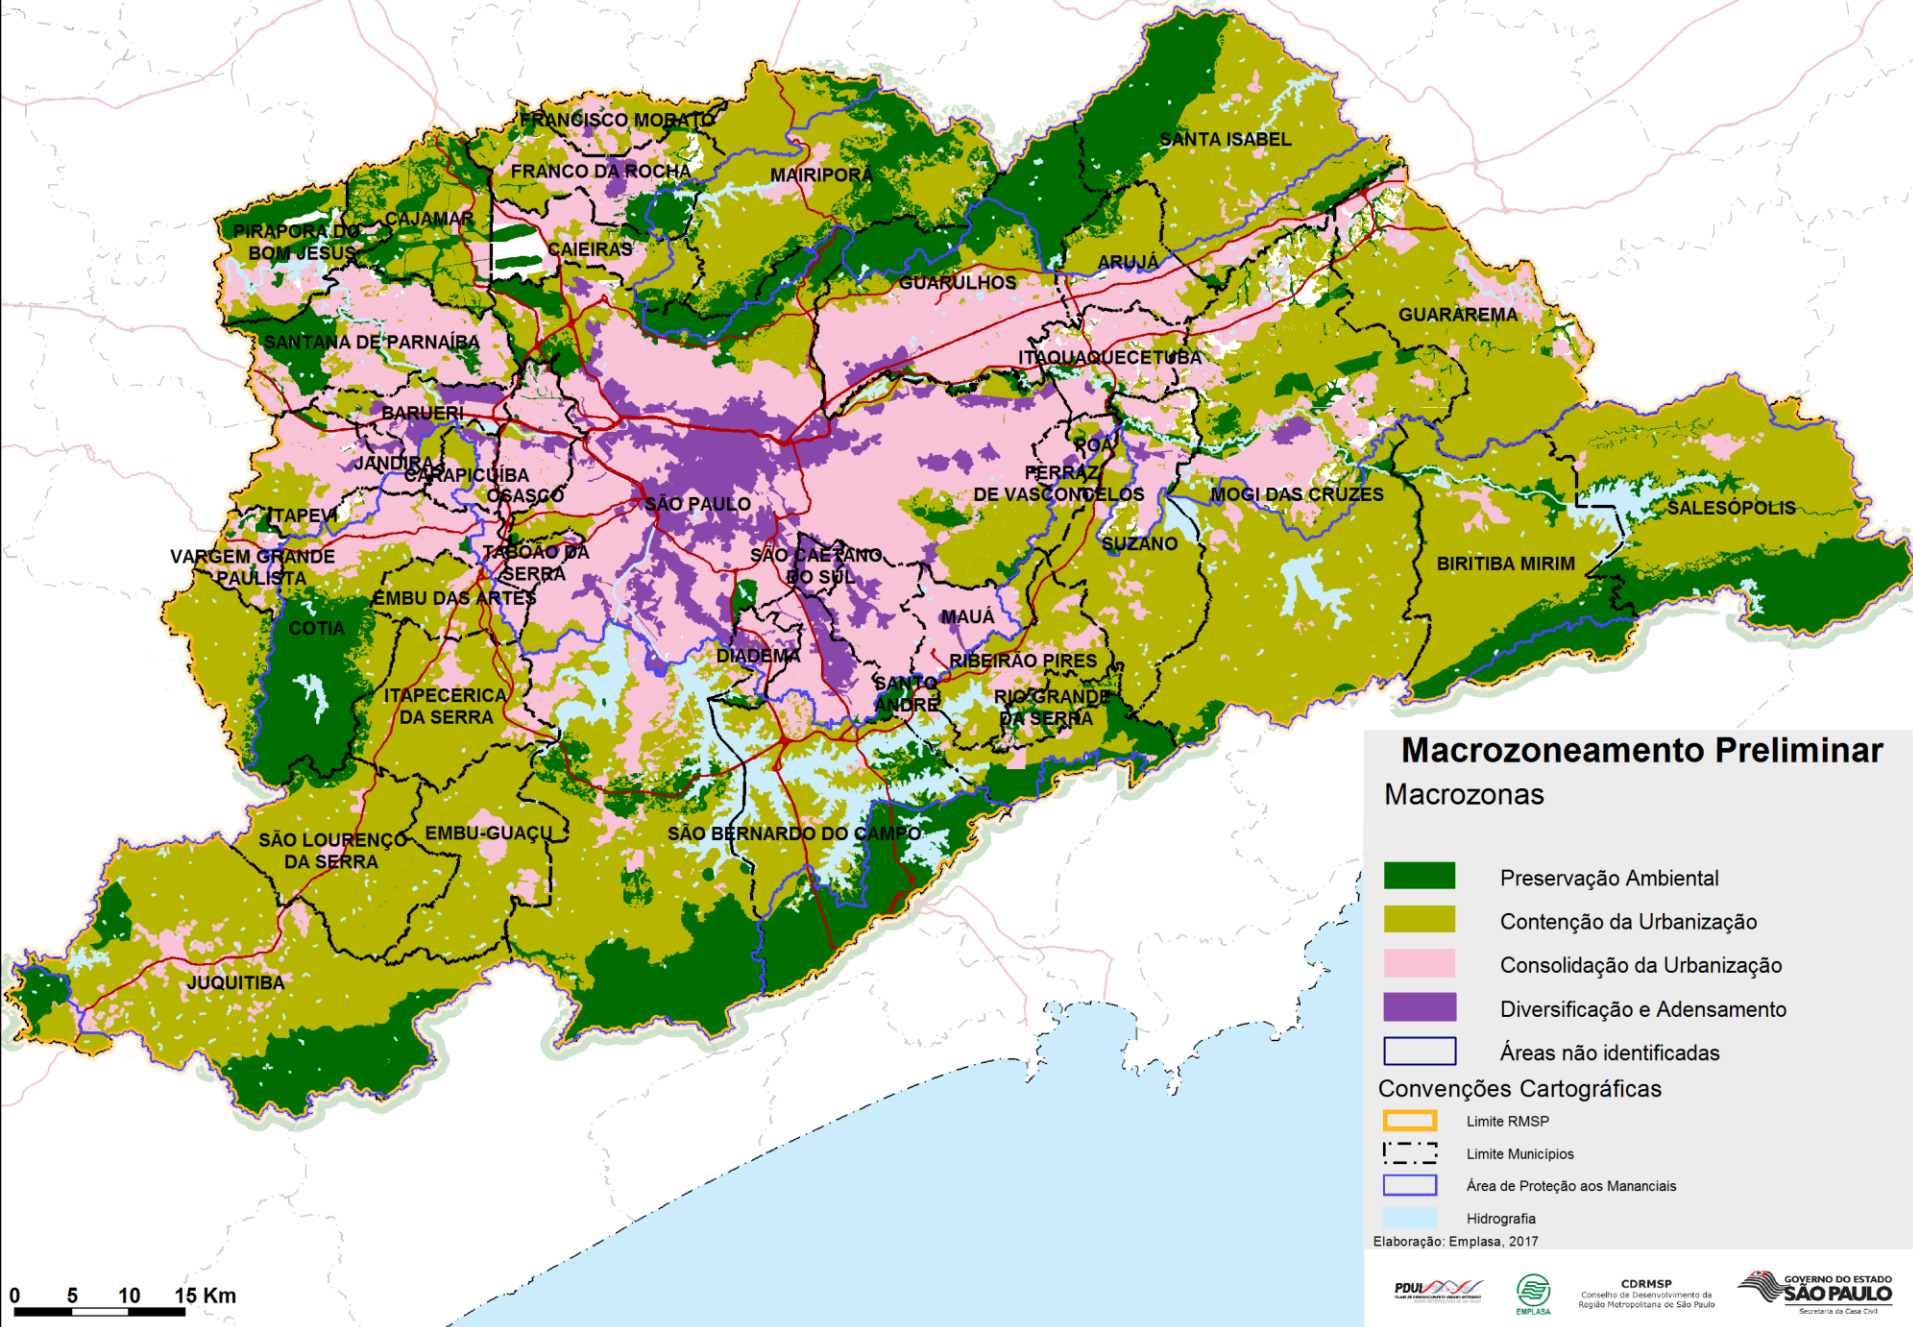 FRANCISCO MORATO
FRANCO DA ROCHA
MAIRIPORÃ
SANTA ISABEL
PIRAPORA DO
BOM JESUS
CAJAMAR
CAIEIRAS
GUARULHOS
ARUJÁ
GUARAREMA
SANTANA DE PARNAÍBA
ITAQUAQUECETUBA
BARUERI
JANDIRA
CARAPICUÍBA
OSASCO
POÁ
FERRAZ
DE VASCONCELOS
MOGI DAS CRUZES
SÃO PAULO
ITAPEVI
SALESÓPOLIS
VARGEM GRANDE
PAULISTA
TABOÃO DA
SERRA
SÃO CAETANO
DO SUL
SUZANO
BIRITIBA MIRIM
EMBU DAS ARTES
COTIA
MAUÁ
DIADEMA
RIBEIRÃO PIRES
ITAPECERICA
DA SERRA
SANTO
ANDRÉ
RIO GRANDE
DA SERRA
SÃO LOURENÇO
DA SERRA
EMBU-GUAÇU
SÃO BERNARDO DO CAMPO
JUQUITIBA
Macrozoneamento Preliminar
Macrozonas
Preservação Ambiental
Contenção da Urbanização
Consolidação da Urbanização
Diversificação e Adensamento
Áreas não identificadas
Convenções Cartográficas
Limite RMSP
Limite Municípios
Área de Proteção aos Mananciais
Hidrografia
Elaboração: Emplasa, 2017
0 5 10 15 Km
PDUI
EMPLASA
CDRMSP
Conselho de Desenvolvimento da
Região Metropolitana de São Paulo
GOVERNO DO ESTADO
SÃO PAULO
Secretaria da Casa Civil